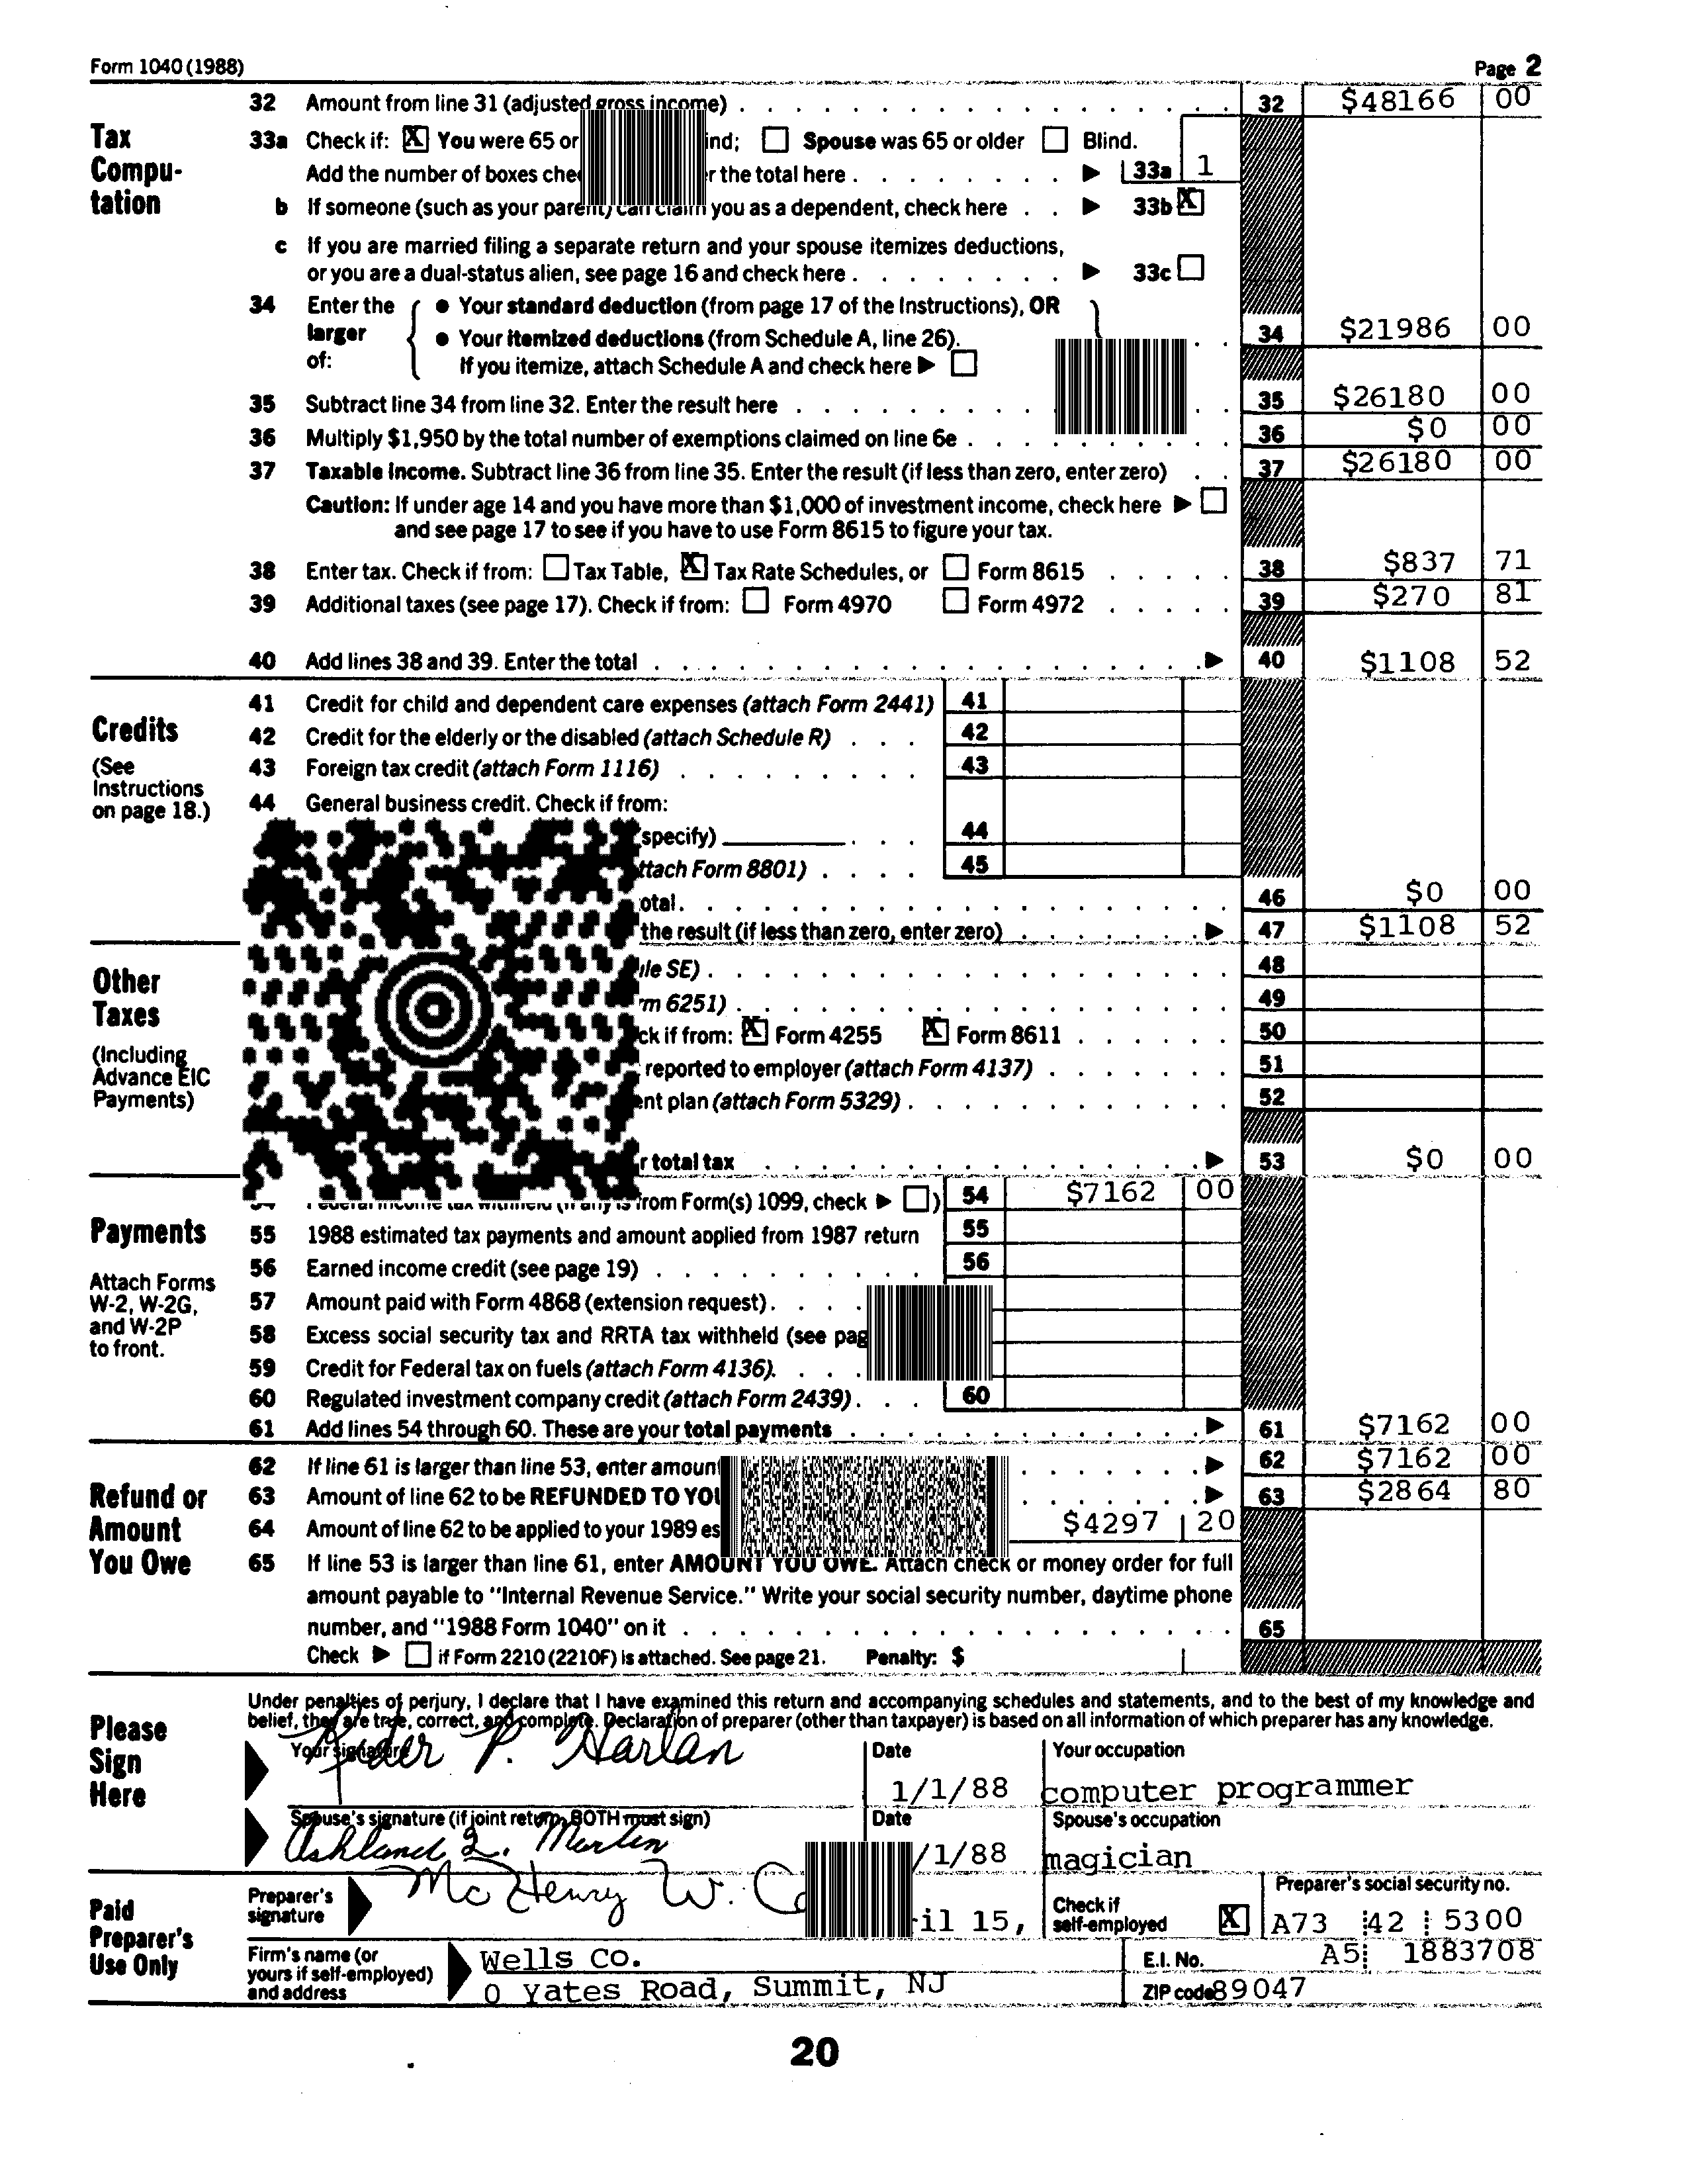 Form 1040 (1988) Page 2
32 Amount from line 31 (adjusted gross income) 32 $48166 00
Tax Compu-tation
33a Check if: X You were 65 or ind; Spouse was 65 or older Blind.
Add the number of boxes r the total here 33a 1
b If someone (such as your parent) can claim you as a dependent, check here 33b X
c If you are married filing a separate return and your spouse itemizes deductions,
or you are a dual-status alien, see page 16 and check here 33c
34 Enter the larger of:
• Your standard deduction (from page 17 of the Instructions), OR
• Your itemized deductions (from Schedule A, line 26). 34 $21986 00
If you itemize, attach Schedule A and check here
35 Subtract line 34 from line 32. Enter the result here 35 $26180 00
36 Multiply $1,950 by the total number of exemptions claimed on line 6e 36 $0 00
37 Taxable income. Subtract line 36 from line 35. Enter the result (if less than zero, enter zero) 37 $26180 00
Caution: If under age 14 and you have more than $1,000 of investment income, check here
and see page 17 to see if you have to use Form 8615 to figure your tax.
38 Enter tax. Check if from: Tax Table, X Tax Rate Schedules, or Form 8615 38 $837 71
39 Additional taxes (see page 17). Check if from: Form 4970 Form 4972 39 $270 81
40 Add lines 38 and 39. Enter the total 40 $1108 52
Credits
(See Instructions on page 18.)
41 Credit for child and dependent care expenses (attach Form 2441) 41
42 Credit for the elderly or the disabled (attach Schedule R) 42
43 Foreign tax credit (attach Form 1116) 43
44 General business credit. Check if from:
specify) 44
ttach Form 8801) 45
otal. 46 $0 00
the result (if less than zero, enter zero) 47 $1108 52
Other Taxes
(Including Advance EIC Payments)
le SE) 48
m 6251) 49
ck if from: X Form 4255 X Form 8611 50
reported to employer (attach Form 4137) 51
nt plan (attach Form 5329) 52
r total tax 53 $0 00
Federal income tax withheld (if any is from Form(s) 1099, check ) 54 $7162 00
Payments
Attach Forms W-2, W-2G, and W-2P to front.
55 1988 estimated tax payments and amount applied from 1987 return 55
56 Earned income credit (see page 19) 56
57 Amount paid with Form 4868 (extension request)
58 Excess social security tax and RRTA tax withheld (see pag
59 Credit for Federal tax on fuels (attach Form 4136)
60 Regulated investment company credit (attach Form 2439) 60
61 Add lines 54 through 60. These are your total payments 61 $7162 00
Refund or Amount You Owe
62 If line 61 is larger than line 53, enter amount 62 $7162 00
63 Amount of line 62 to be REFUNDED TO YOU 63 $2864 80
64 Amount of line 62 to be applied to your 1989 es $4297 20
65 If line 53 is larger than line 61, enter AMOUNT YOU OWE. Attach check or money order for full
amount payable to "Internal Revenue Service." Write your social security number, daytime phone
number, and "1988 Form 1040" on it 65
Check if Form 2210 (2210F) is attached. See page 21. Penalty: $
Please Sign Here
Under penalties of perjury, I declare that I have examined this return and accompanying schedules and statements, and to the best of my knowledge and
belief, they are true, correct, and complete. Declaration of preparer (other than taxpayer) is based on all information of which preparer has any knowledge.
Your signature P. Harlan Date 1/1/88 Your occupation computer programmer
Spouse's signature (if joint return, BOTH must sign) Ashland L. Merlin Date /1/88 Spouse's occupation magician
Paid Preparer's Use Only
Preparer's signature McHenry W. il 15, Check if self-employed X Preparer's social security no. A73 42 5300
Firm's name (or yours if self-employed) and address Wells Co. E.I. No. A5 1883708
0 Yates Road, Summit, NJ ZIP code 89047
20